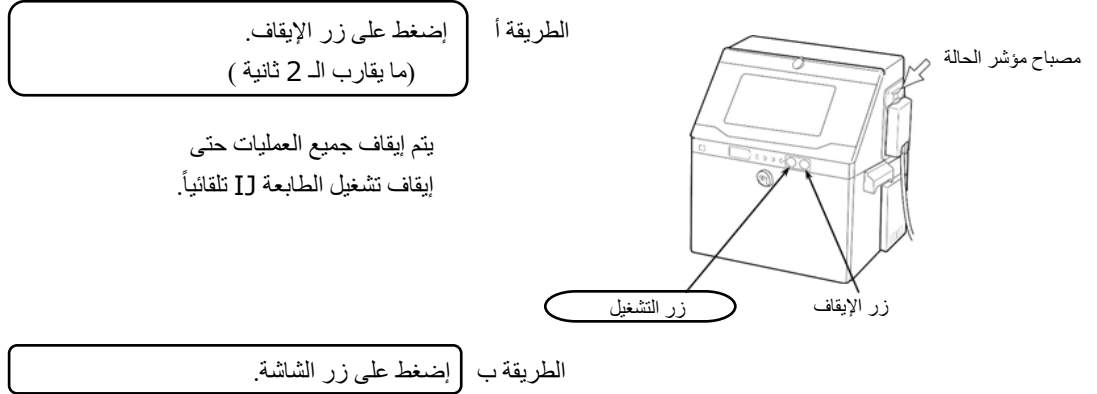 الطريقة أ
إضغط على زر الإيقاف.
(ما يقارب الـ 2 ثانية )
يتم إيقاف جميع العمليات حتى
إيقاف تشغيل الطابعة IJ تلقائياً.
مصباح مؤشر الحالة
زر الإيقاف
زر التشغيل
الطريقة ب
إضغط على زر الشاشة.